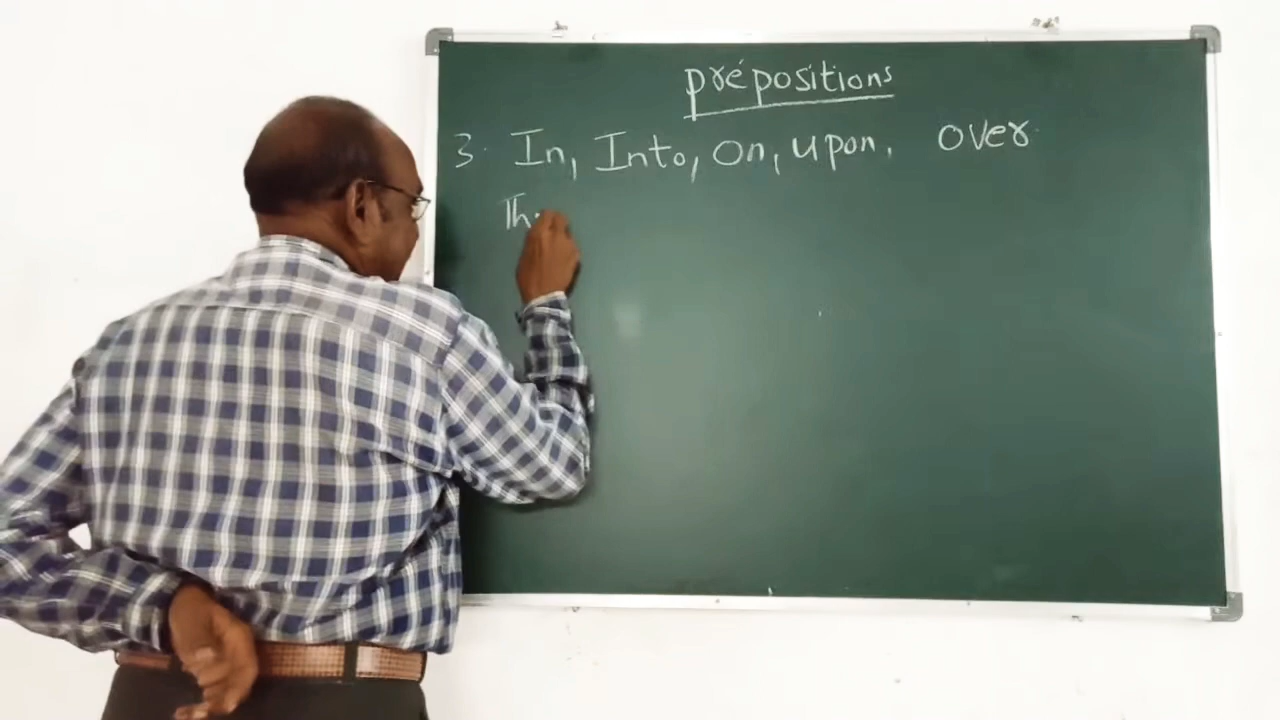 prepositions
3. In, Into, On, upon, over
Th